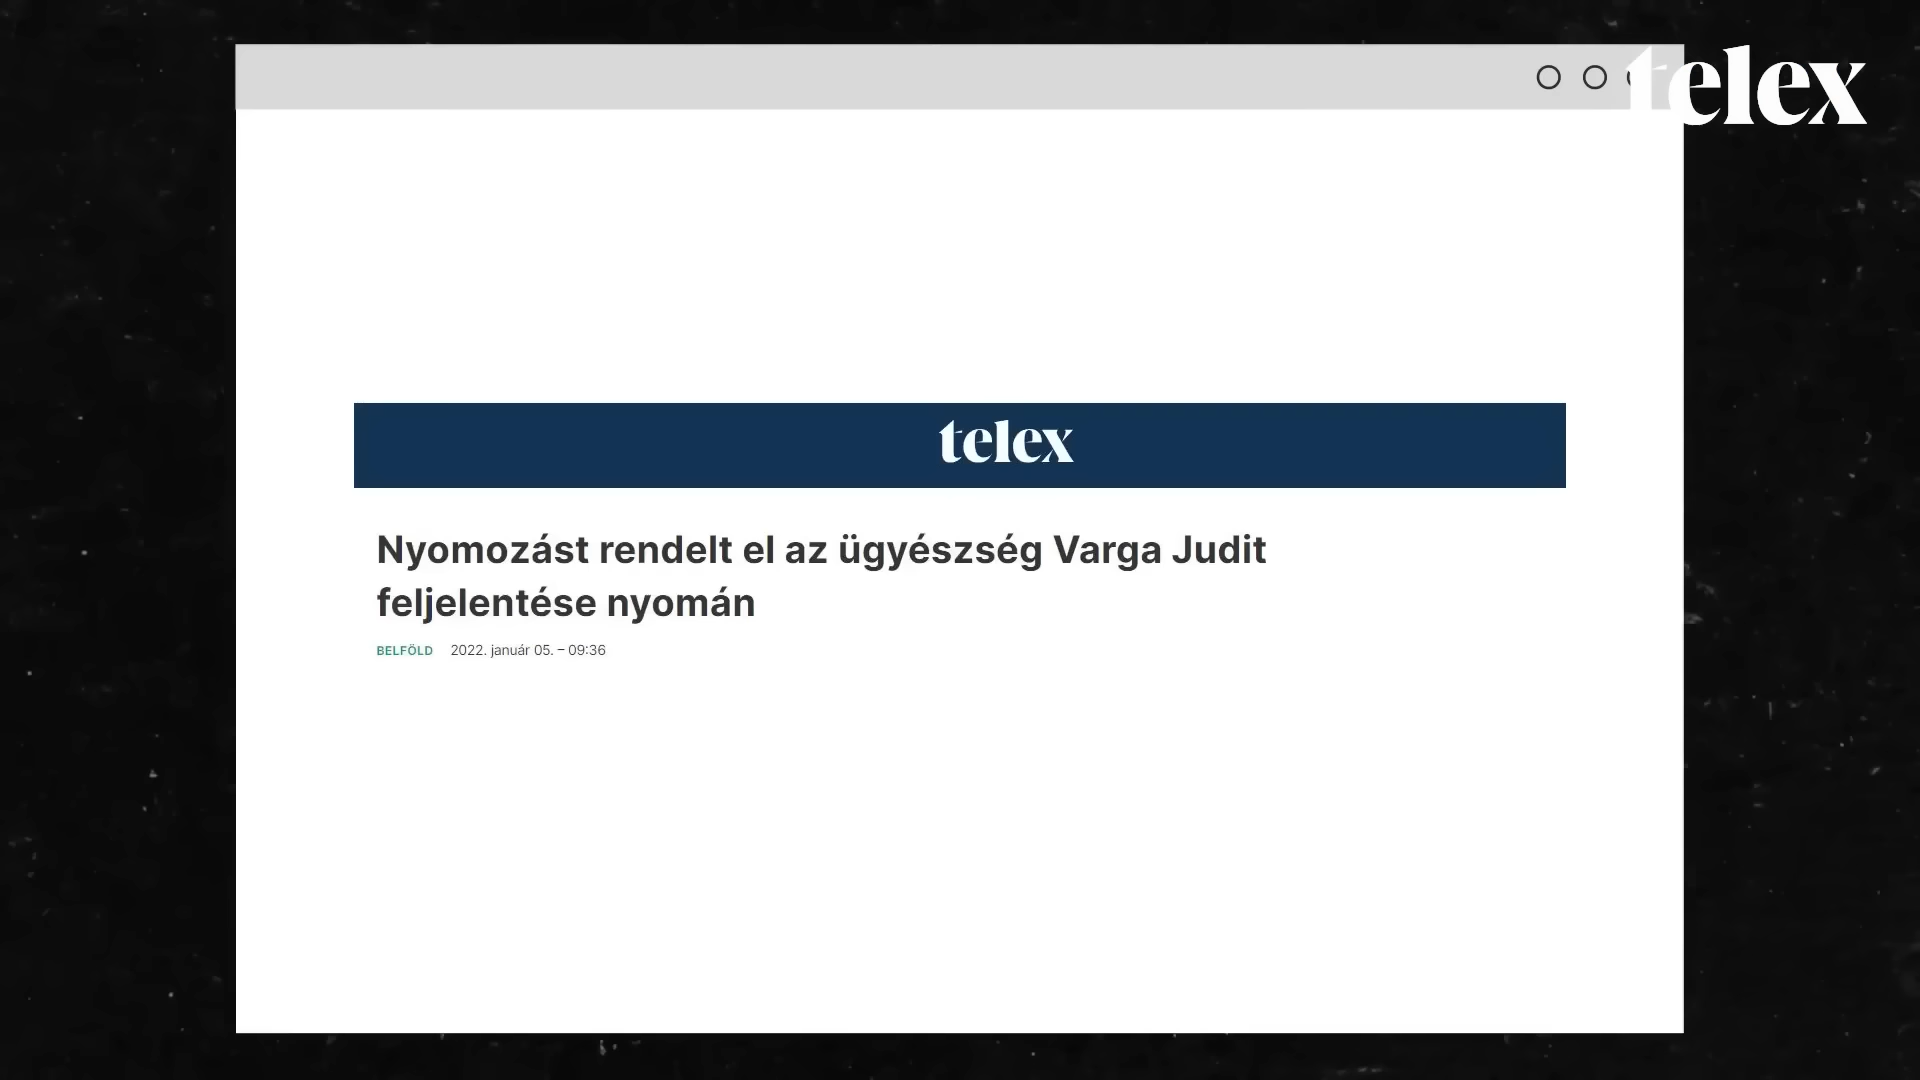 telex
telex
Nyomozást rendelt el az ügyészség Varga Judit
feljelentése nyomán
BELFÖLD 2022. január 05. – 09:36